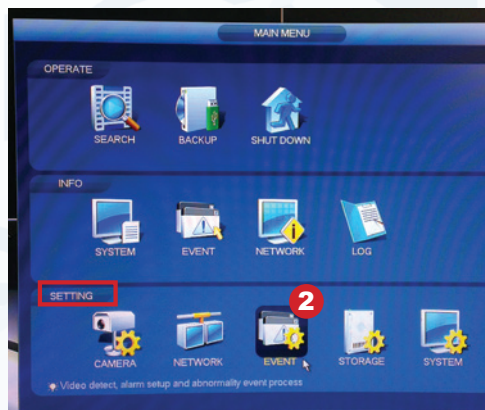 MAIN MENU
OPERATE
SEARCH BACKUP SHUT DOWN
INFO
SYSTEM EVENT NETWORK LOG
SETTING
2
CAMERA NETWORK EVENT STORAGE SYSTEM
Video detect, alarm setup and abnormality event process